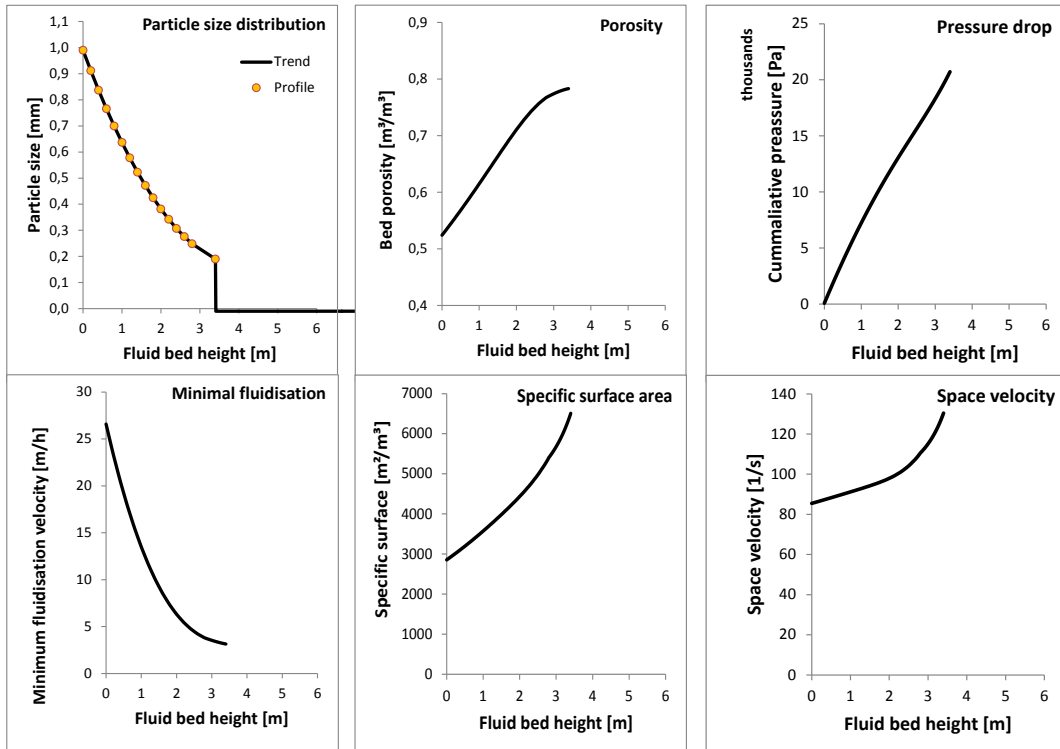 Particle size distribution
Particle size [mm]
1,1
1,0
0,9
0,8
0,7
0,6
0,5
0,4
0,3
0,2
0,1
0,0
Trend
Profile
0 1 2 3 4 5 6
Fluid bed height [m]
Porosity
Bed porosity [m³/m³]
0,9
0,8
0,7
0,6
0,5
0,4
0 1 2 3 4 5 6
Fluid bed height [m]
Pressure drop
thousands
Cummaliative preassure [Pa]
25
20
15
10
5
0
0 1 2 3 4 5 6
Fluid bed height [m]
Minimal fluidisation
Minimum fluidisation velocity [m/h]
30
25
20
15
10
5
0
0 1 2 3 4 5 6
Fluid bed height [m]
Specific surface area
Specific surface [m²/m³]
7000
6000
5000
4000
3000
2000
1000
0
0 1 2 3 4 5 6
Fluid bed height [m]
Space velocity
Space velocity [1/s]
140
120
100
80
60
40
20
0
0 1 2 3 4 5 6
Fluid bed height [m]